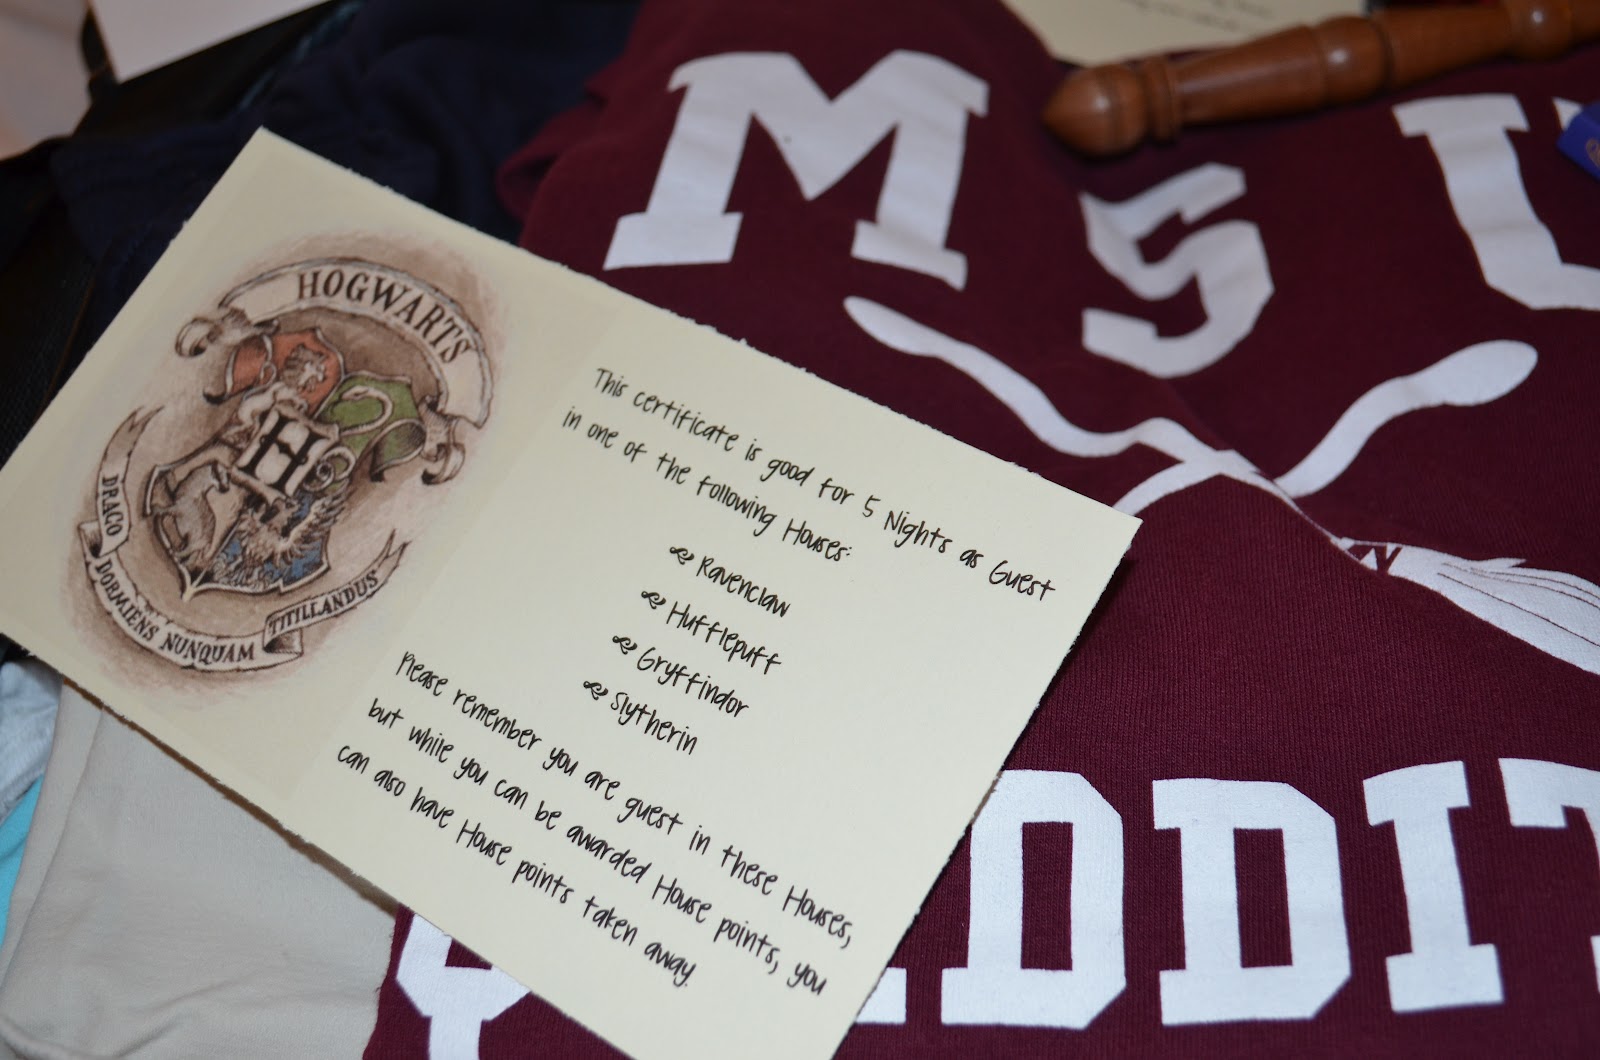 HOGWARTS
DRACO DORMIENS NUNQUAM TITILLANDUS
H
This certificate is good for 5 Nights as Guest
in one of the following Houses:
Ravenclaw
Hufflepuff
Gryffindor
Slytherin
Please remember you are guest in these Houses,
but while you can be awarded House points, you
can also have House points taken away.
MSU
DDIT